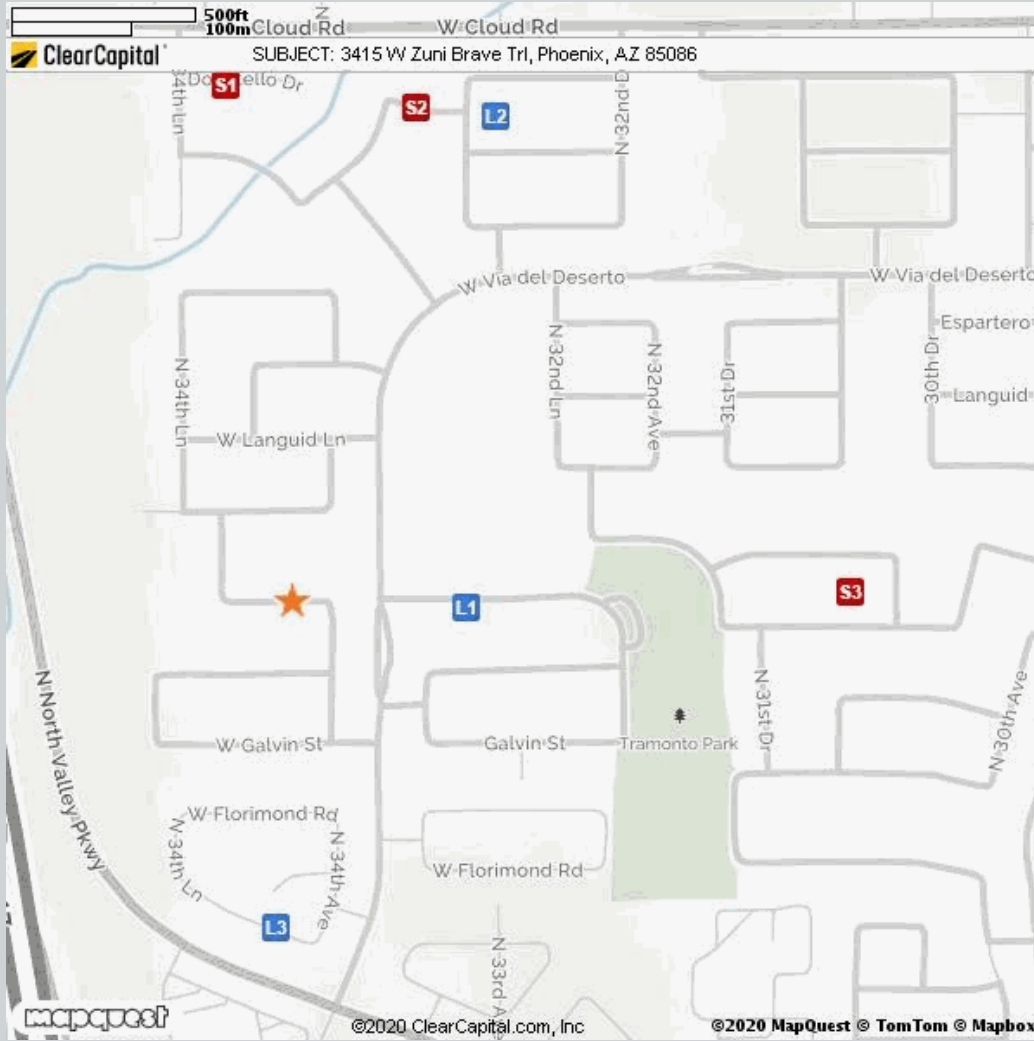 500ft
100m
Cloud Rd
W Cloud Rd
N
ClearCapital
SUBJECT: 3415 W Zuni Brave Trl, Phoenix, AZ 85086
S1
34th Ln
S2
L2
N 32nd D
W Via del Deserto
W Via del Deserto
Espartero
N 34th Ln
N 32nd Ln
N 32nd Ave
31st Dr
30th Dr
Languid
W Languid Ln
L1
S3
N North Valley Pkwy
N 31st Dr
N 30th Ave
W Galvin St
Galvin St
Tramonto Park
W Florimond Rd
N 34th Ln
N 34th Ave
W Florimond Rd
L3
N 33rd A
mapquest
©2020 ClearCapital.com, Inc
©2020 MapQuest © TomTom © Mapbox